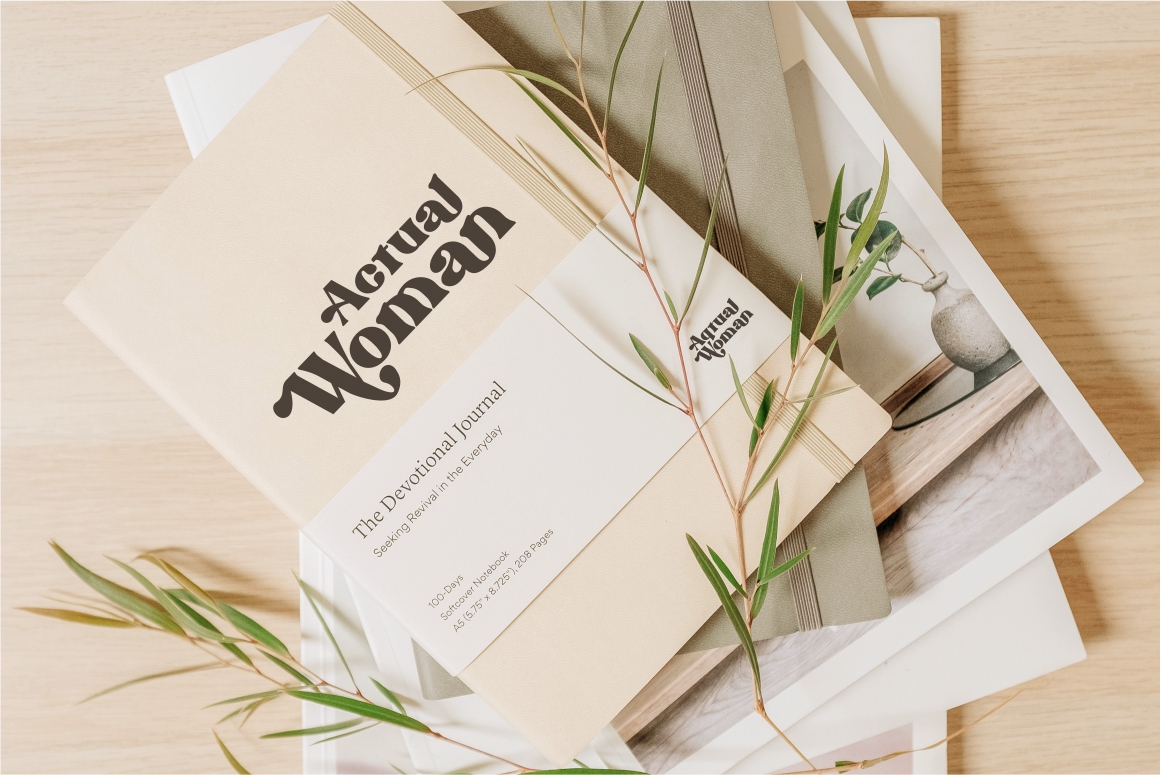 Actual
Woman
The Devotional Journal
Seeking Revival in the Everyday
100-Days
Softcover Notebook
A5 (5.75" x 8.725"), 208 Pages
Actual
Woman